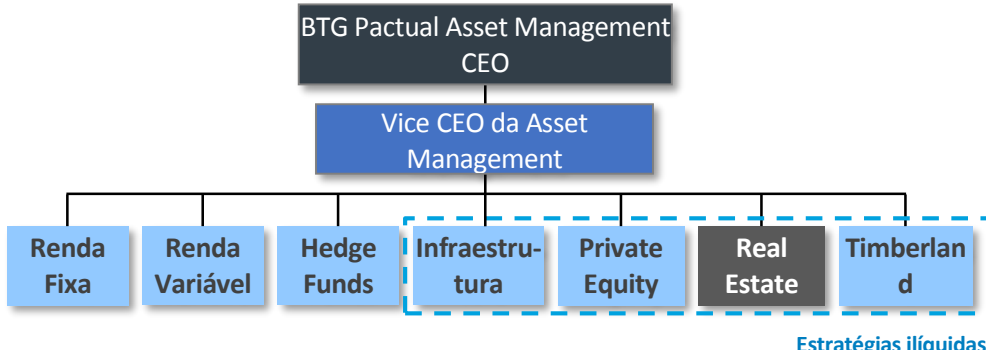 BTG Pactual Asset Management
CEO
Vice CEO da Asset
Management
Renda
Fixa
Renda
Variável
Hedge
Funds
Infraestru-
tura
Private
Equity
Real
Estate
Timberlan
d
Estratégias ilíquidas